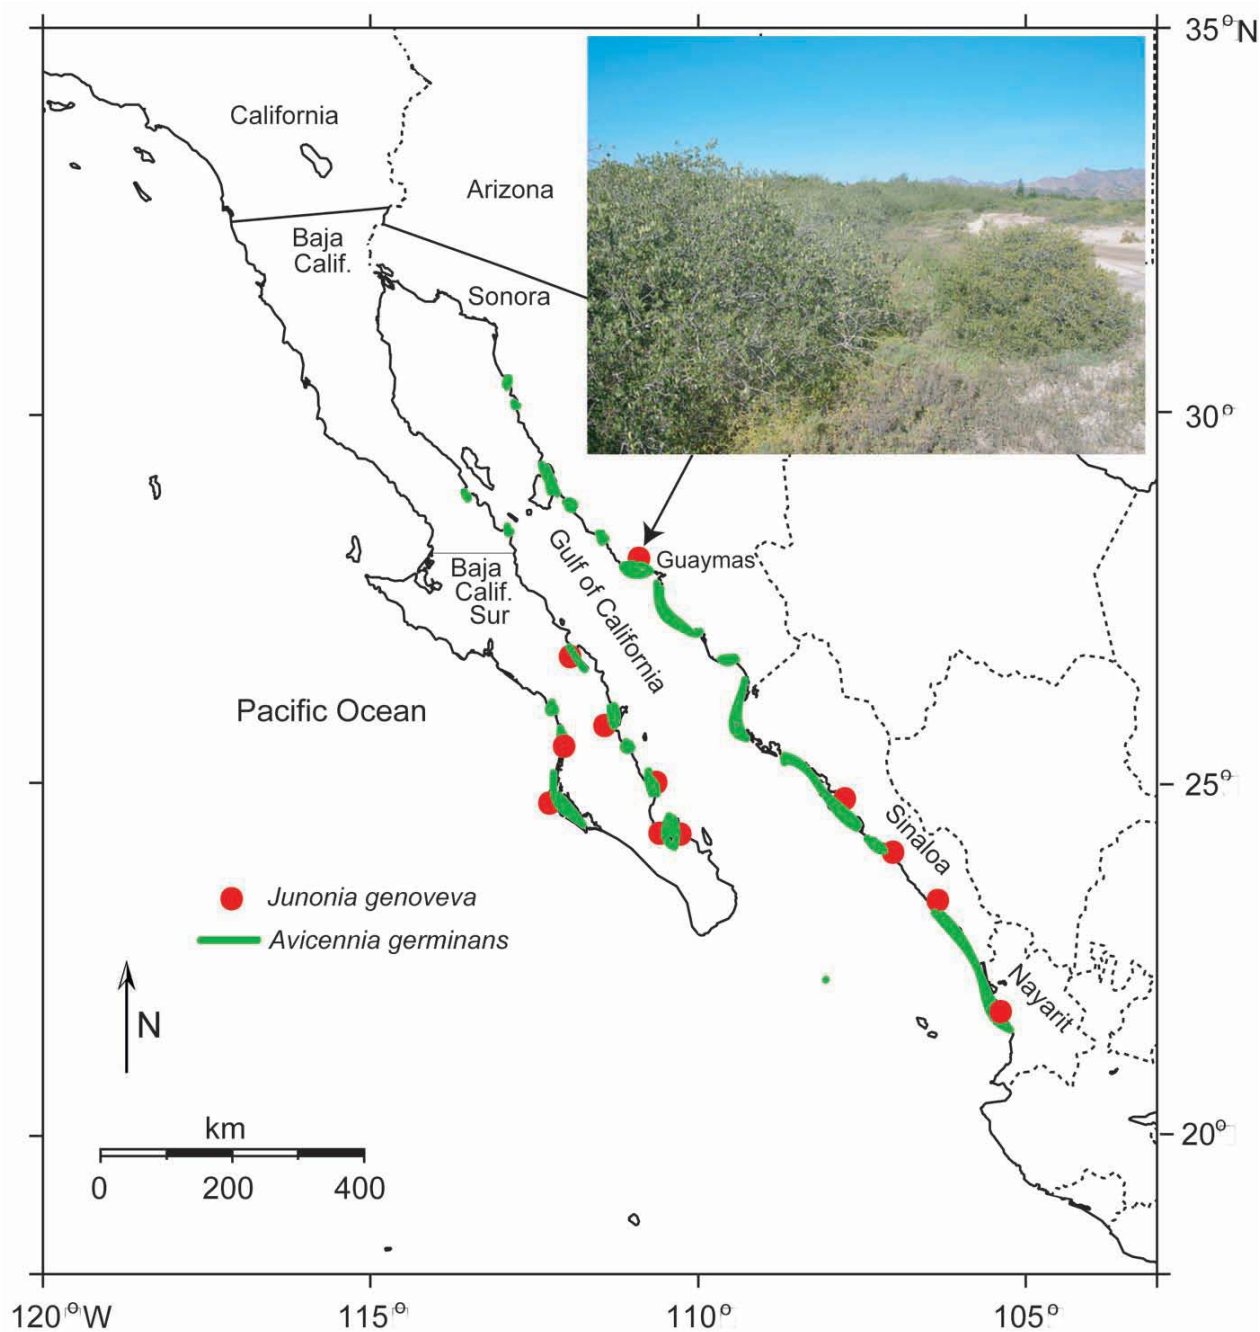 35°N
California
Arizona
Baja
Calif.
Sonora
30°
Gulf of California
Guaymas
Baja
Calif.
Sur
Pacific Ocean
25°
Sinaloa
Junonia genoveva
Avicennia germinans
Nayarit
N
km
20°
0 200 400
120°W 115° 110° 105°